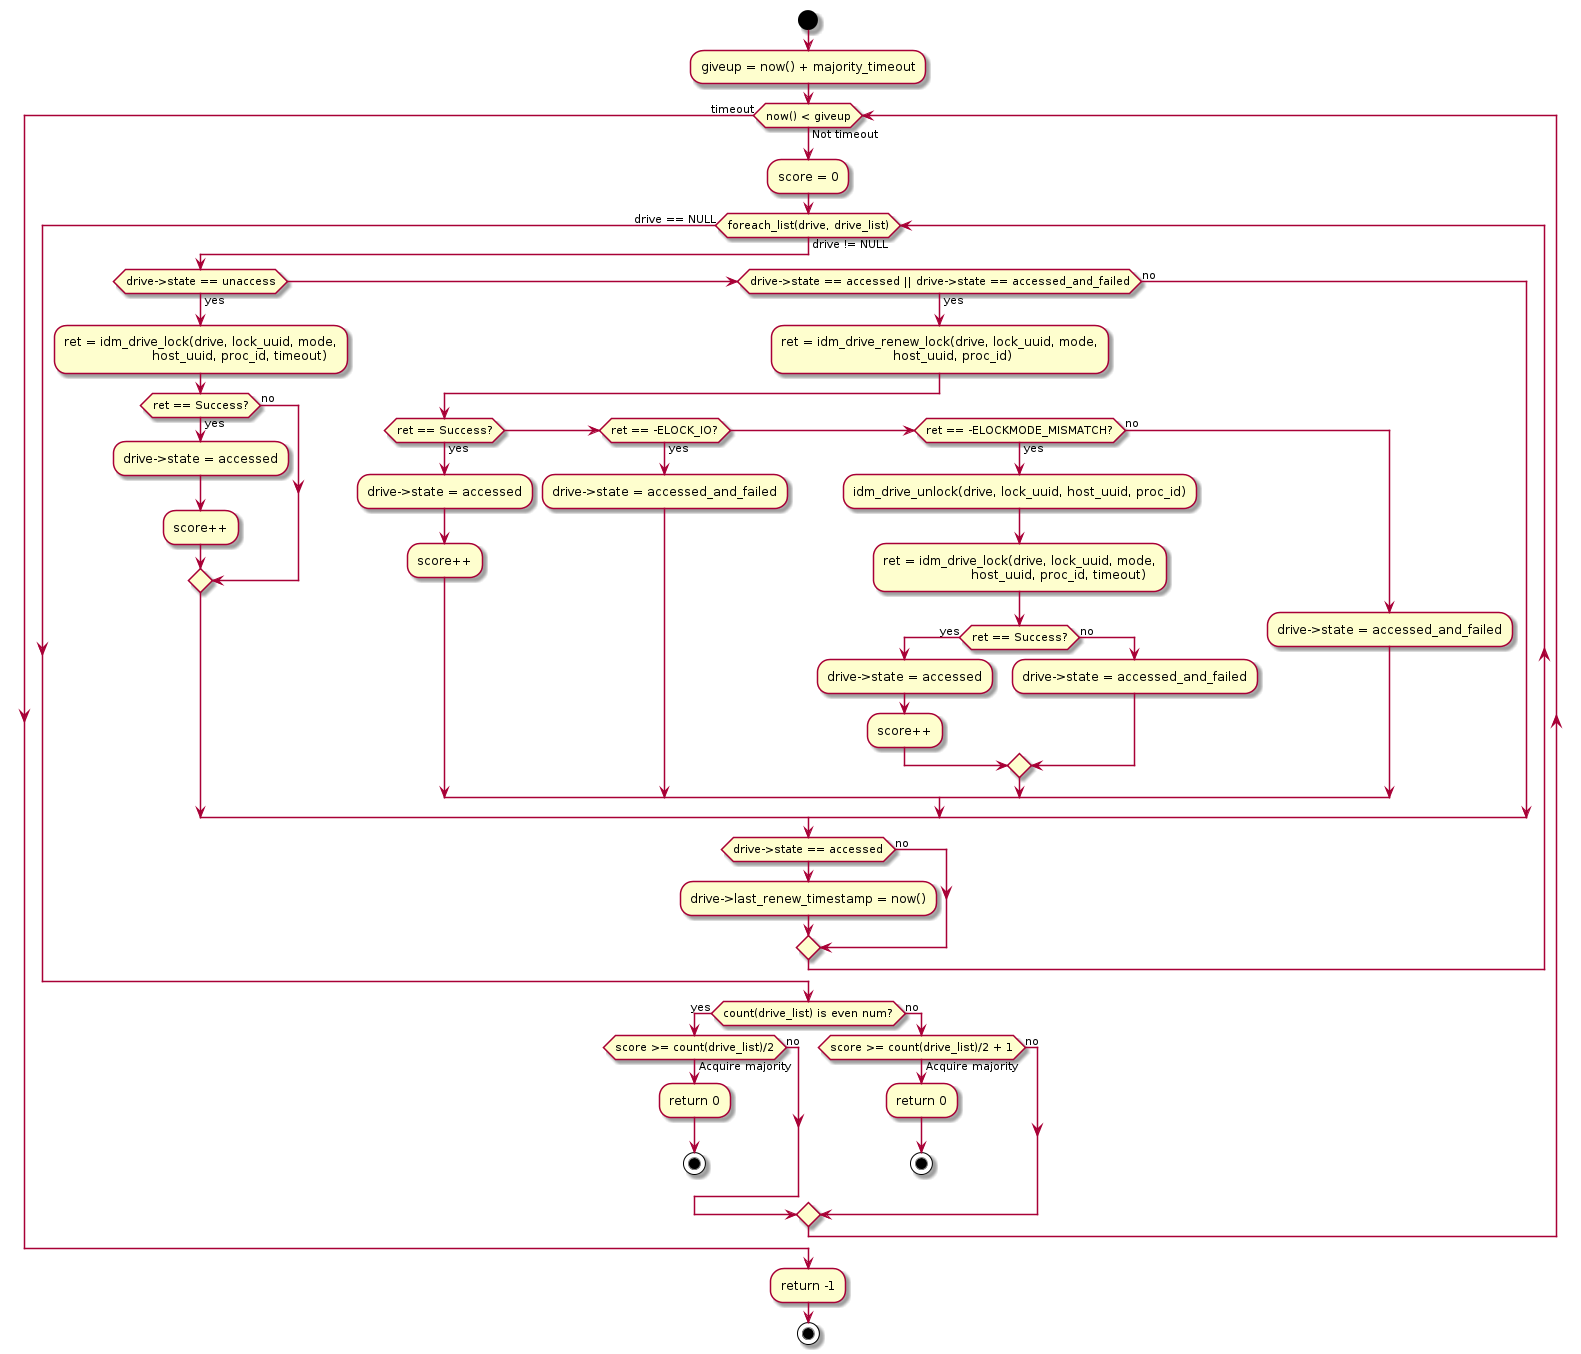 giveup = now() + majority_timeout
timeout
now() < giveup
Not timeout
score = 0
drive == NULL
foreach_list(drive, drive_list)
drive != NULL
drive->state == unaccess
drive->state == accessed || drive->state == accessed_and_failed
no
yes
yes
ret = idm_drive_lock(drive, lock_uuid, mode,
host_uuid, proc_id, timeout)
ret = idm_drive_renew_lock(drive, lock_uuid, mode,
host_uuid, proc_id)
ret == Success?
no
yes
drive->state = accessed
score++
ret == Success?
yes
ret == -ELOCK_IO?
yes
ret == -ELOCKMODE_MISMATCH?
no
yes
drive->state = accessed
score++
drive->state = accessed_and_failed
idm_drive_unlock(drive, lock_uuid, host_uuid, proc_id)
ret = idm_drive_lock(drive, lock_uuid, mode,
host_uuid, proc_id, timeout)
yes
ret == Success?
no
drive->state = accessed
score++
drive->state = accessed_and_failed
drive->state = accessed_and_failed
drive->state == accessed
no
drive->last_renew_timestamp = now()
yes
count(drive_list) is even num?
no
score >= count(drive_list)/2
no
Acquire majority
return 0
score >= count(drive_list)/2 + 1
no
Acquire majority
return 0
return -1